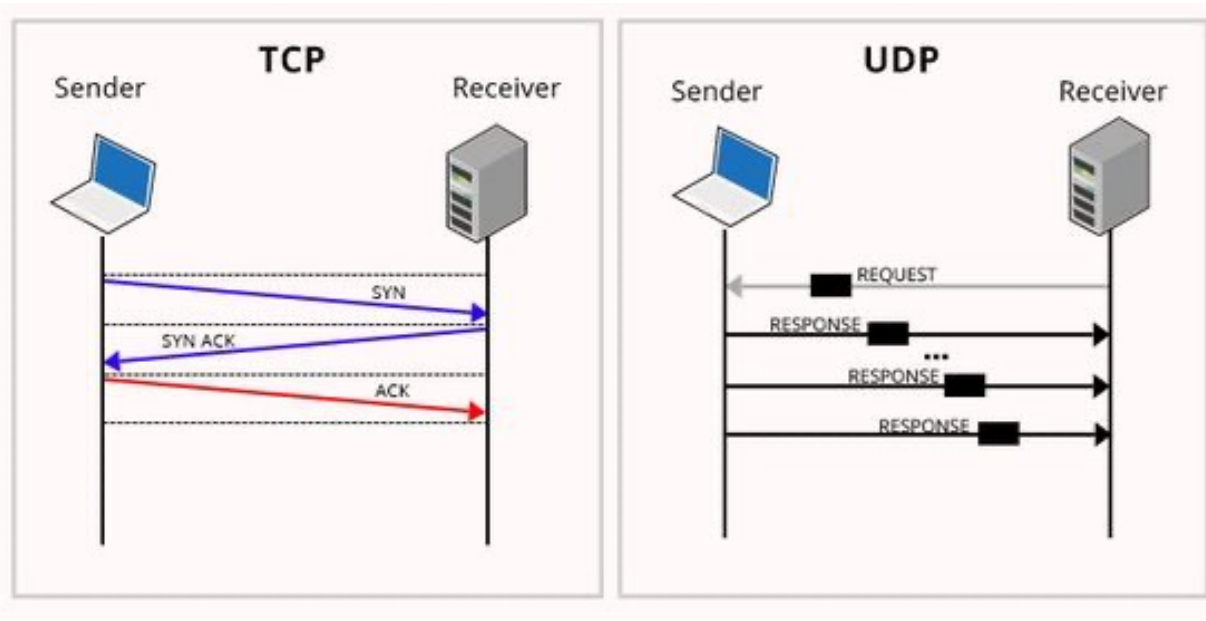 TCP
Sender
Receiver
SYN
SYN ACK
ACK
UDP
Sender
Receiver
REQUEST
RESPONSE
...
RESPONSE
RESPONSE